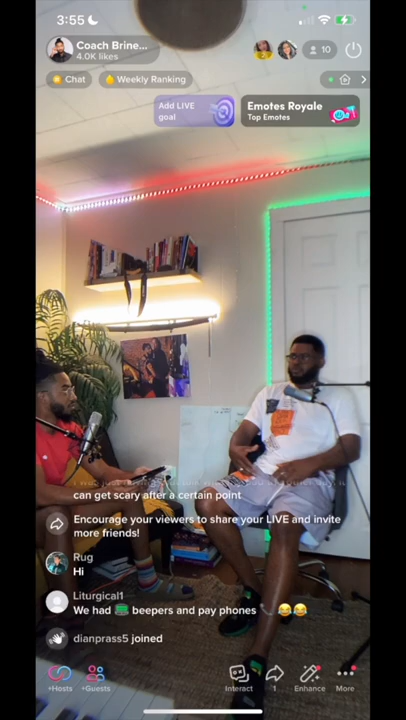 3:55
Coach Brine...
4.0K likes
10
Chat
Weekly Ranking
Add LIVE
goal
Emotes Royale
Top Emotes
can get scary after a certain point
Encourage your viewers to share your LIVE and invite
more friends!
Rug
Hi
Liturgical1
We had 📟 beepers and pay phones 😂😂
dianprass5 joined
+Hosts
+Guests
Interact
1
Enhance
More